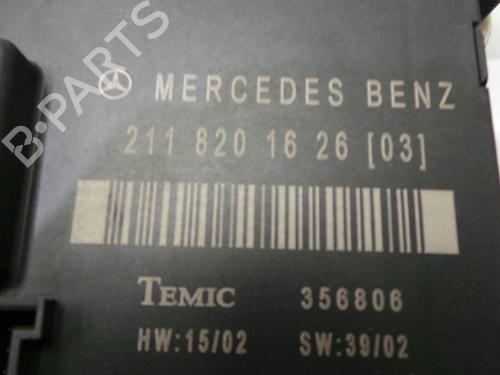 B-PARTS
MERCEDES BENZ
211 820 16 26 [03]
TEMIC 356806
HW:15/02 SW:39/02